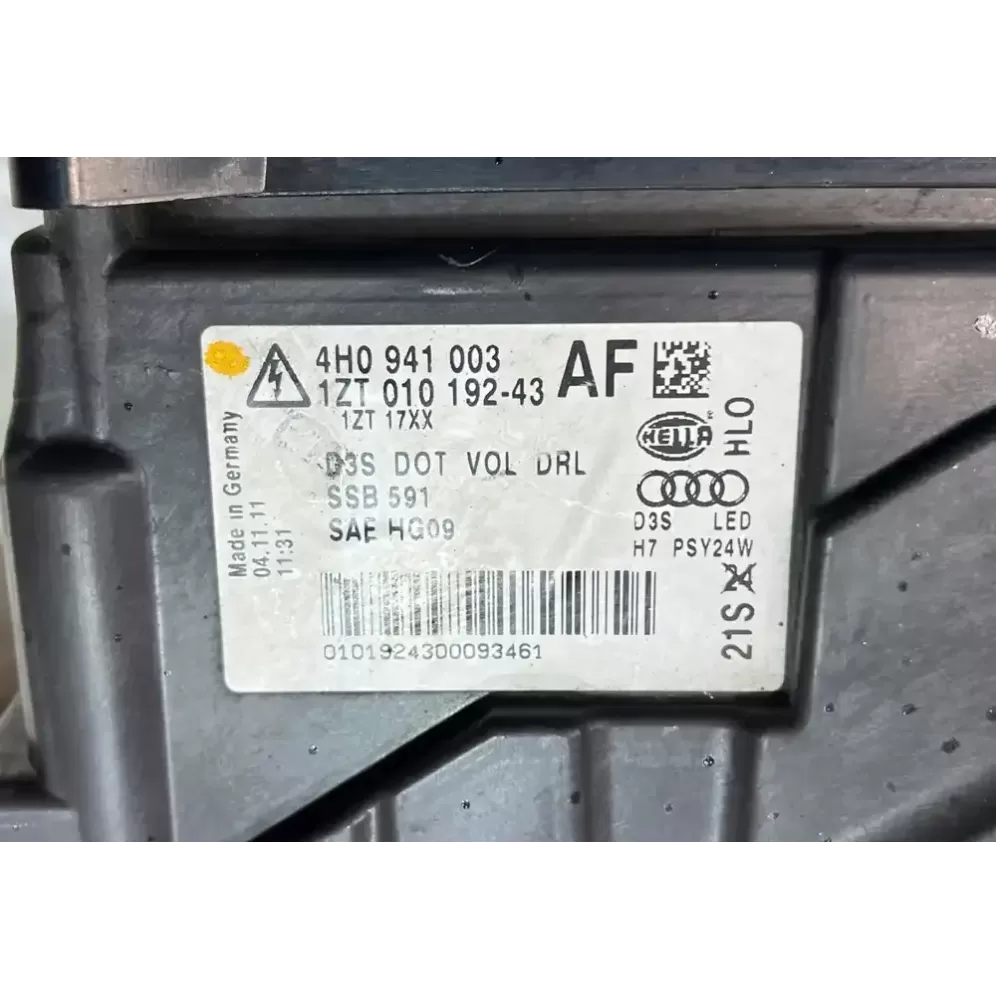 4H0 941 003 AF
1ZT 010 192-43
1ZT 17XX
HELLA
HLO
D3S DOT VOL DRL
SSB 591
SAE HG09
D3S LED
H7 PSY24W
Made in Germany
04.11.11
11:31
21S
0101924300093461